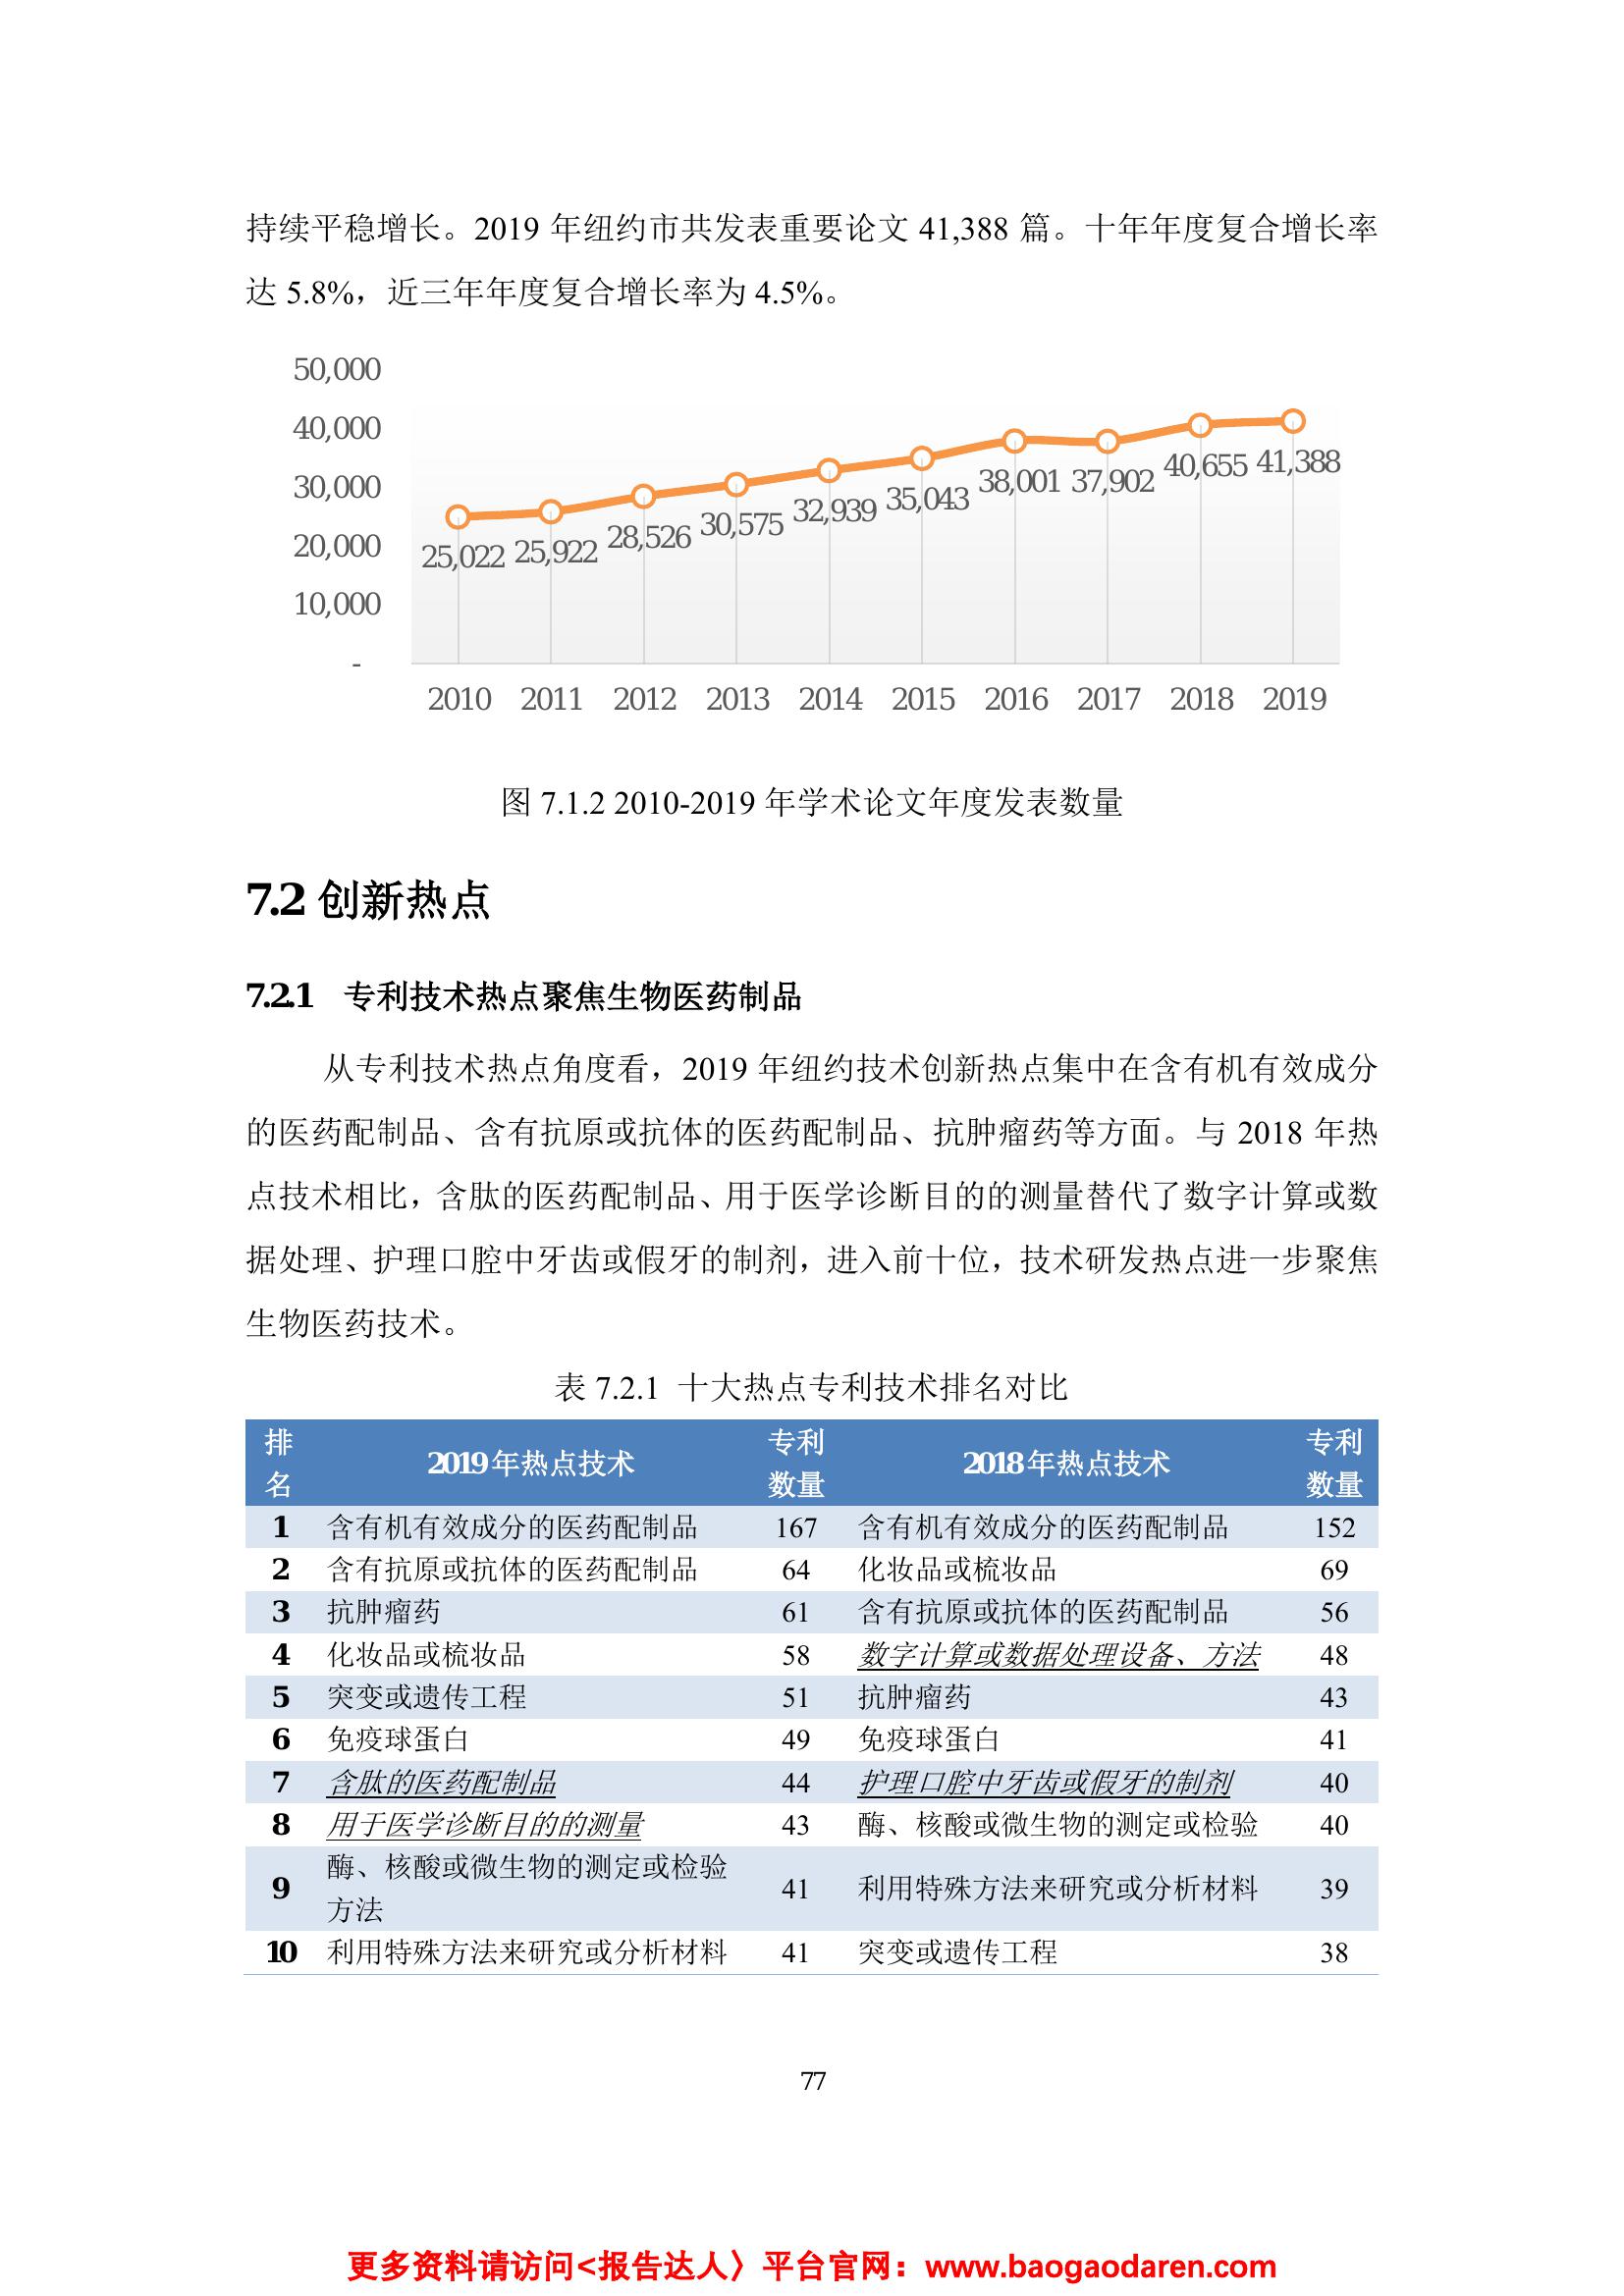 持续平稳增长。2019 年纽约市共发表重要论文 41,388 篇。十年年度复合增长率
达 5.8%，近三年年度复合增长率为 4.5%。
50,000
40,000
30,000
20,000
10,000
-
25,022 25,922 28,526 30,575 32,939 35,043 38,001 37,902 40,655 41,388
2010 2011 2012 2013 2014 2015 2016 2017 2018 2019
图 7.1.2 2010-2019 年学术论文年度发表数量
7.2 创新热点
7.2.1 专利技术热点聚焦生物医药制品
从专利技术热点角度看，2019 年纽约技术创新热点集中在含有机有效成分
的医药配制品、含有抗原或抗体的医药配制品、抗肿瘤药等方面。与 2018 年热
点技术相比，含肽的医药配制品、用于医学诊断目的的测量替代了数字计算或数
据处理、护理口腔中牙齿或假牙的制剂，进入前十位，技术研发热点进一步聚焦
生物医药技术。
表 7.2.1 十大热点专利技术排名对比
排名 2019年热点技术 专利数量 2018年热点技术 专利数量
1 含有机有效成分的医药配制品 167 含有机有效成分的医药配制品 152
2 含有抗原或抗体的医药配制品 64 化妆品或梳妆品 69
3 抗肿瘤药 61 含有抗原或抗体的医药配制品 56
4 化妆品或梳妆品 58 数字计算或数据处理设备、方法 48
5 突变或遗传工程 51 抗肿瘤药 43
6 免疫球蛋白 49 免疫球蛋白 41
7 含肽的医药配制品 44 护理口腔中牙齿或假牙的制剂 40
8 用于医学诊断目的的测量 43 酶、核酸或微生物的测定或检验 40
9 酶、核酸或微生物的测定或检验方法 41 利用特殊方法来研究或分析材料 39
10 利用特殊方法来研究或分析材料 41 突变或遗传工程 38
77
更多资料请访问<报告达人〉平台官网：www.baogaodaren.com